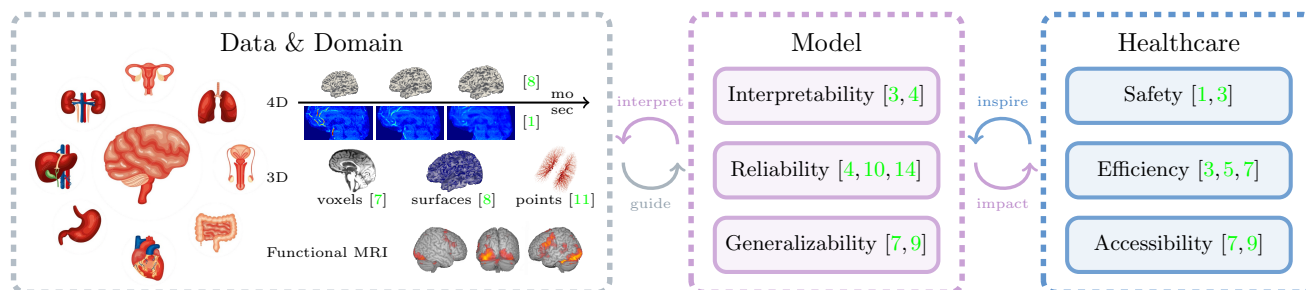 Data & Domain
4D
[8]
mo
sec
[1]
3D
voxels [7]
surfaces [8]
points [11]
Functional MRI
interpret
guide
Model
Interpretability [3, 4]
Reliability [4, 10, 14]
Generalizability [7, 9]
inspire
impact
Healthcare
Safety [1, 3]
Efficiency [3, 5, 7]
Accessibility [7, 9]